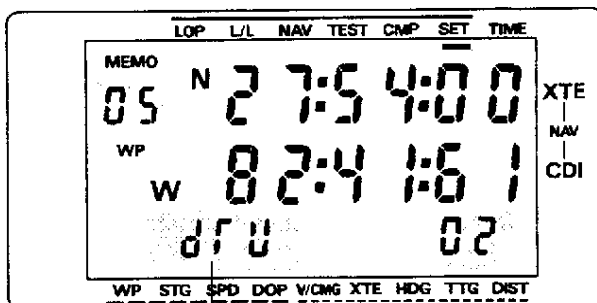 LOP L/L NAV TEST CMP SET TIME
MEMO
05 N 27:54:00
XTE
NAV
CDI
WP
W 82:41:61
drU 02
WP STG SPD DOP V/CMG XTE HDG TTG DIST